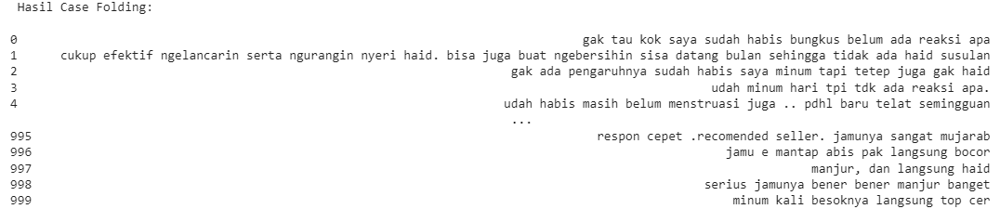 Hasil Case Folding:
0 gak tau kok saya sudah habis bungkus belum ada reaksi apa
1 cukup efektif ngelancarin serta ngurangin nyeri haid. bisa juga buat ngebersihin sisa datang bulan sehingga tidak ada haid susulan
2 gak ada pengaruhnya sudah habis saya minum tapi tetep juga gak haid
3 udah minum hari tpi tdk ada reaksi apa.
4 udah habis masih belum menstruasi juga .. pdhl baru telat semingguan
...
995 respon cepet .recomended seller. jamunya sangat mujarab
996 jamu e mantap abis pak langsung bocor
997 manjur, dan langsung haid
998 serius jamunya bener bener manjur banget
999 minum kali besoknya langsung top cer